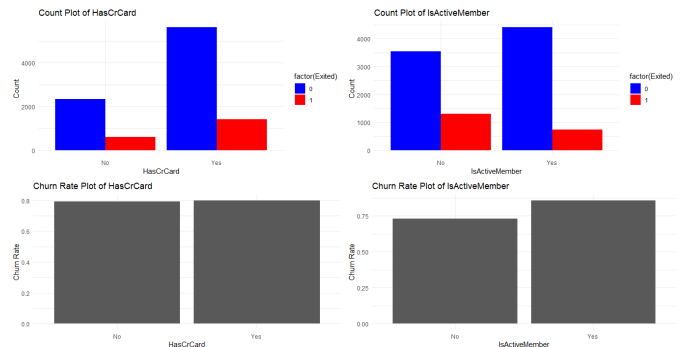 Count Plot of HasCrCard
Count
4000
2000
0
No
Yes
HasCrCard
factor(Exited)
0
1
Count Plot of IsActiveMember
Count
4000
3000
2000
1000
0
No
Yes
IsActiveMember
factor(Exited)
0
1
Churn Rate Plot of HasCrCard
Churn Rate
0.8
0.6
0.4
0.2
0.0
No
Yes
HasCrCard
Churn Rate Plot of IsActiveMember
Churn Rate
0.75
0.50
0.25
0.00
No
Yes
IsActiveMember